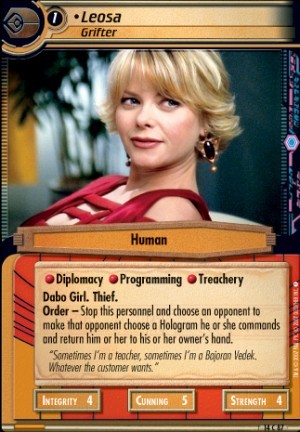 1
• Leosa
Grifter
Human
Diplomacy Programming Treachery
Dabo Girl. Thief.
Order – Stop this personnel and choose an opponent to
make that opponent choose a Hologram he or she commands
and return him or her to his or her owner's hand.
"Sometimes I'm a teacher, sometimes I'm a Bajoran Vedek.
Whatever the customer wants."
INTEGRITY 4 CUNNING 5 STRENGTH 4